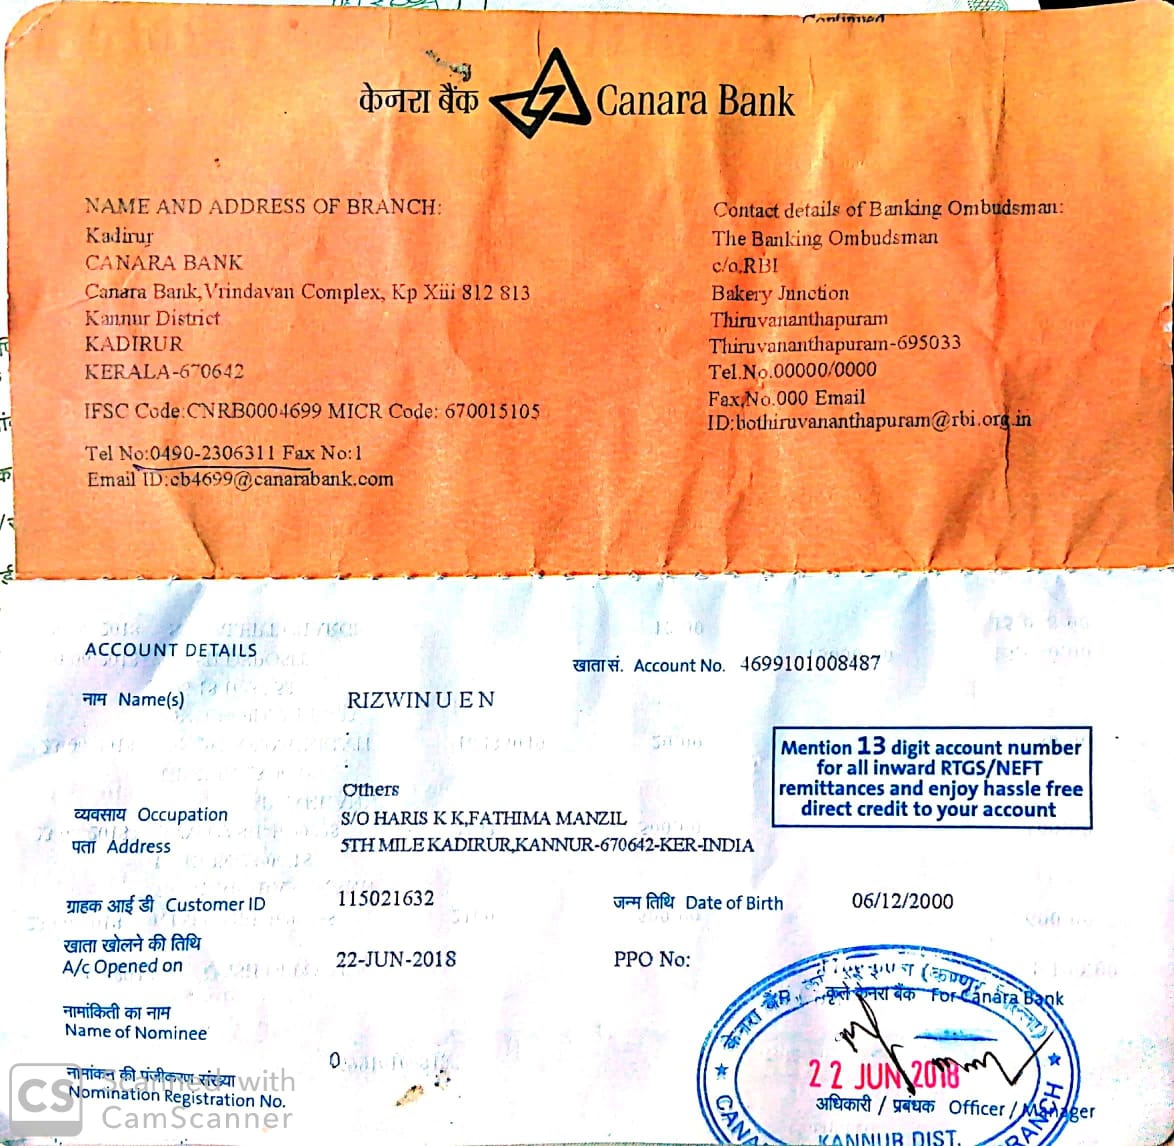 Continued
केनरा बैंक Canara Bank
NAME AND ADDRESS OF BRANCH:
Kadirur
CANARA BANK
Canara Bank,Vrindavan Complex, Kp Xiii 812 813
Kannur District
KADIRUR
KERALA-670642
IFSC Code:CNRB0004699 MICR Code: 670015105
Tel No:0490-2306311 Fax No:1
Email ID:cb4699@canarabank.com
Contact details of Banking Ombudsman:
The Banking Ombudsman
c/o,RBI
Bakery Junction
Thiruvananthapuram
Thiruvananthapuram-695033
Tel.No.00000/0000
Fax,No.000 Email
ID:bothiruvananthapuram@rbi.org.in
ACCOUNT DETAILS
खाता सं. Account No. 4699101008487
नाम Name(s) RIZWIN U E N
Mention 13 digit account number
for all inward RTGS/NEFT
remittances and enjoy hassle free
direct credit to your account
व्यवसाय Occupation Others
पता Address S/O HARIS K K,FATHIMA MANZIL
5TH MILE KADIRUR,KANNUR-670642-KER-INDIA
ग्राहक आई डी Customer ID 115021632
जन्म तिथि Date of Birth 06/12/2000
खाता खोलने की तिथि
A/c Opened on 22-JUN-2018
PPO No:
नामांकिती का नाम
Name of Nominee
नामांकन की पंजीकरण संख्या 0
Nomination Registration No.
कृते केनरा बैंक For Canara Bank
22 JUN 2018
अधिकारी / प्रबंधक Officer / Manager
केनरा बैंक
KANNUR DIST.
BRANCH
CS Scanned with
CamScanner